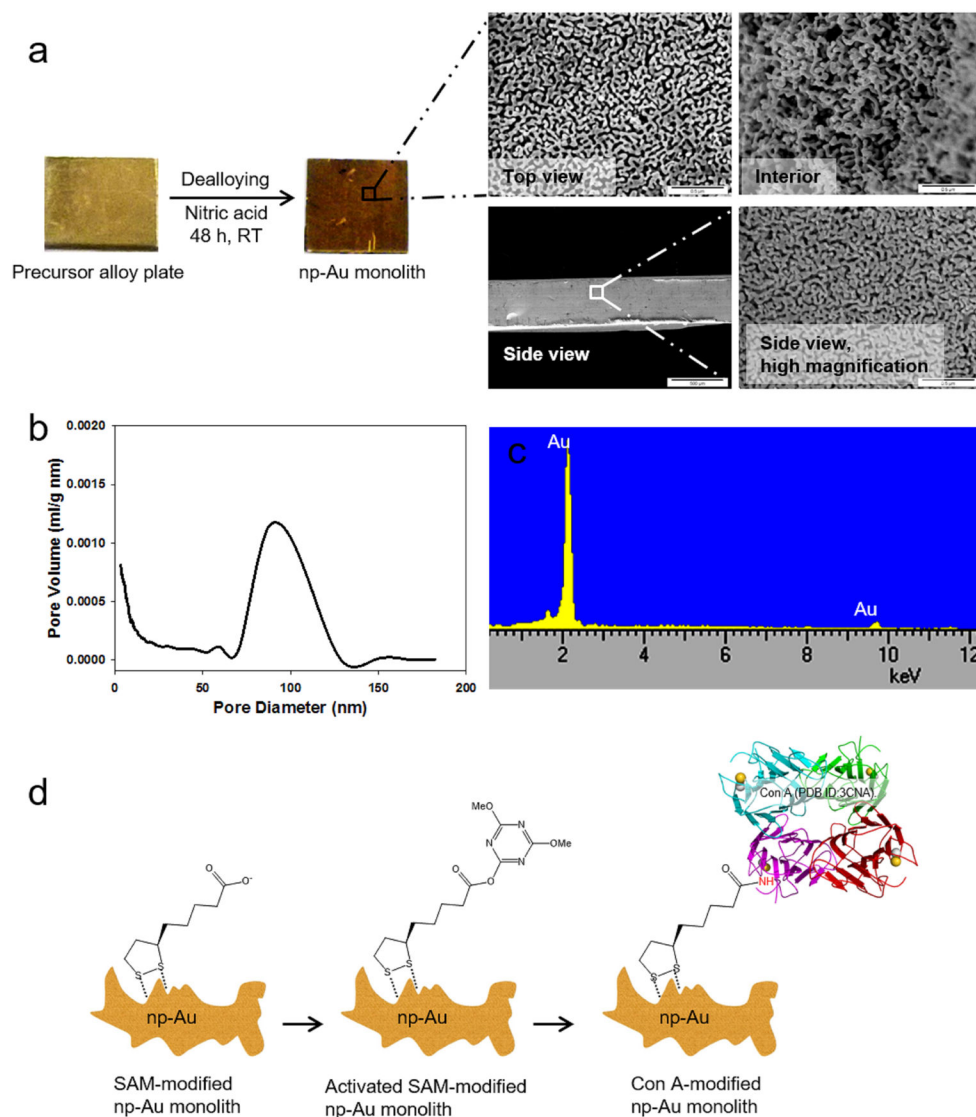 a
Dealloying
Nitric acid
48 h, RT
Precursor alloy plate
np-Au monolith
Top view
Interior
Side view
Side view,
high magnification
b
0.0020
0.0015
0.0010
0.0005
0.0000
Pore Volume (ml/g nm)
0 50 100 150 200
Pore Diameter (nm)
C
Au
Au
2 4 6 8 10 12
keV
d
O
O-
S S
np-Au
SAM-modified
np-Au monolith
MeO N
N N OMe
O O
S S
np-Au
Activated SAM-modified
np-Au monolith
Con A (PDB ID:3CNA)
O NH
S S
np-Au
Con A-modified
np-Au monolith